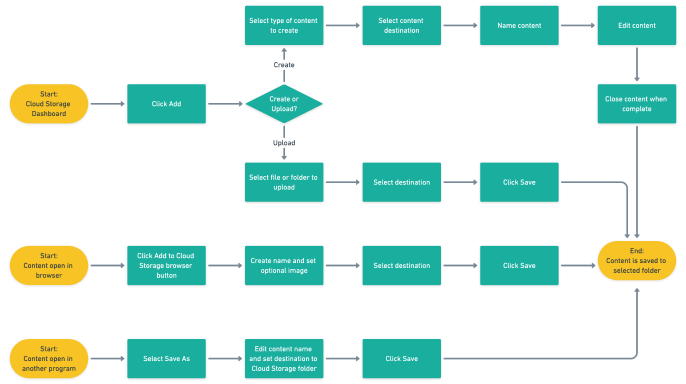 Select type of content
to create
Select content
destination
Name content
Edit content
Create
Start:
Cloud Storage
Dashboard
Click Add
Create or
Upload?
Close content when
complete
Upload
Select file or folder to
upload
Select destination
Click Save
Start:
Content open in
browser
Click Add to Cloud
Storage browser
button
Create name and set
optional image
Select destination
Click Save
End:
Content is saved to
selected folder
Start:
Content open in
another program
Select Save As
Edit content name
and set destination to
Cloud Storage folder
Click Save